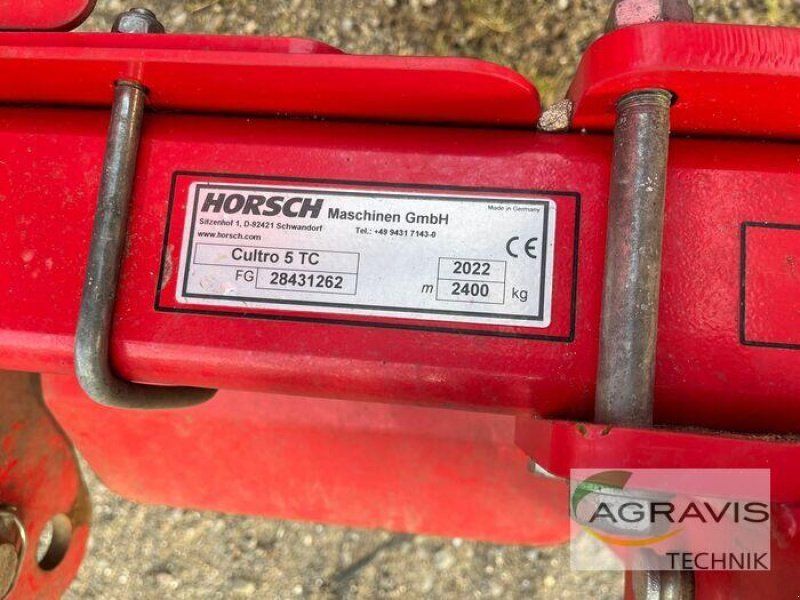 HORSCH Maschinen GmbH
Made in Germany
Sitzenhof 1, D-92421 Schwandorf Tel.: +49 9431 7143-0
www.horsch.com
CE
Cultro 5 TC
2022
FG 28431262
m 2400 kg
AGRAVIS
TECHNIK